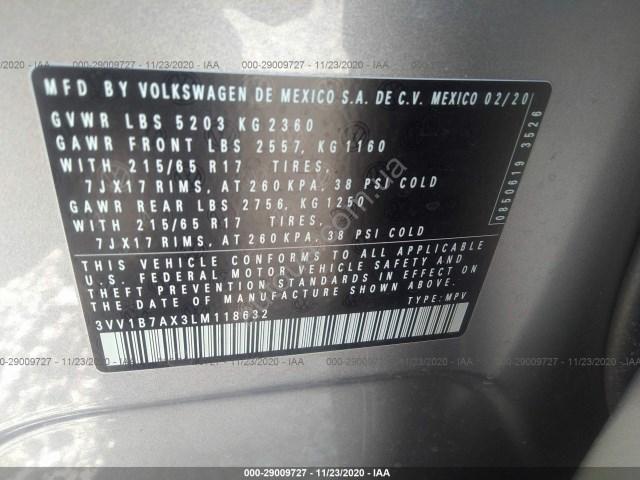 MFD BY VOLKSWAGEN DE MEXICO S.A. DE C.V. MEXICO 02/20
GVWR LBS 5203 KG 2360
GAWR FRONT LBS 2557, KG 1160
WITH 215/65 R17 TIRES,
7JX17 RIMS, AT 260 KPA, 38 PSI COLD
GAWR REAR LBS 2756, KG 1250
WITH 215/65 R17 TIRES,
7JX17 RIMS, AT 260 KPA, 38 PSI COLD
THIS VEHICLE CONFORMS TO ALL APPLICABLE
U.S. FEDERAL MOTOR VEHICLE SAFETY AND
THEFT PREVENTION STANDARDS IN EFFECT ON
THE DATE OF MANUFACTURE SHOWN ABOVE.
3VV1B7AX3LM118632 TYPE: MPV
0850619 3526
000-29009727 • 11/23/2020 • IAA